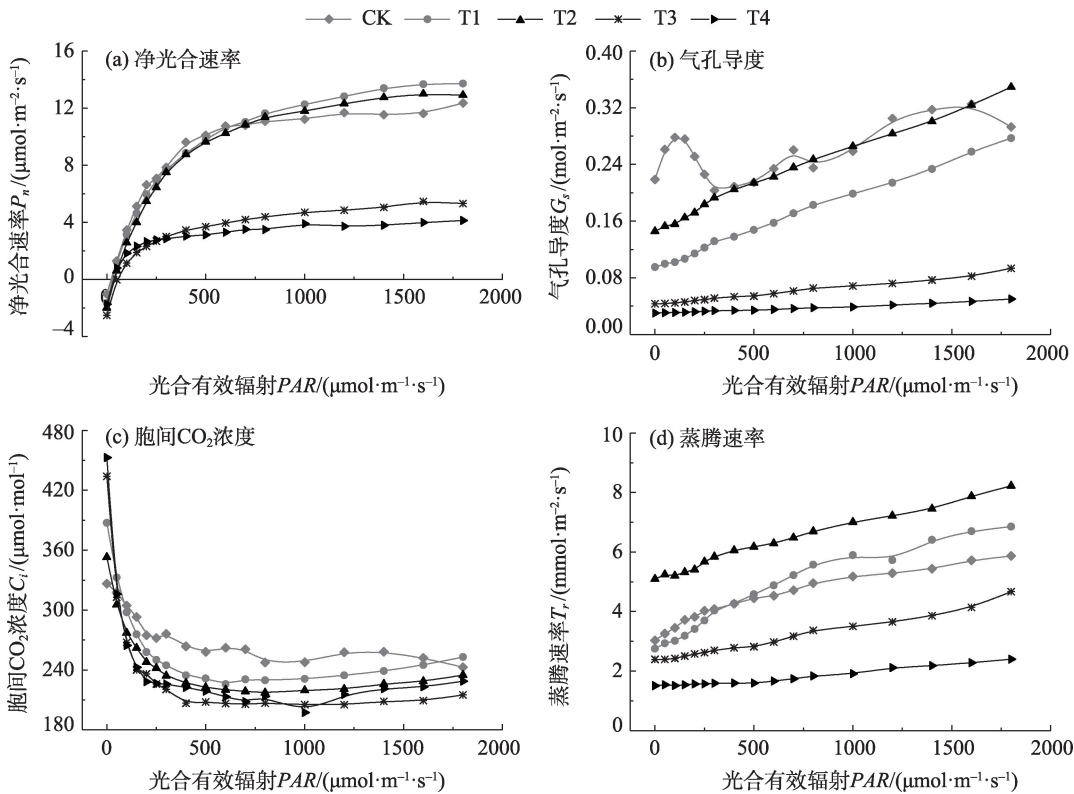 CK T1 T2 T3 T4
(a) 净光合速率
净光合速率Pn/(μmol·m−2·s−1)
16
12
8
4
0
−4
500 1000 1500 2000
光合有效辐射PAR/(μmol·m−1·s−1)
(b) 气孔导度
气孔导度Gs/(mol·m−2·s−1)
0.40
0.32
0.24
0.16
0.08
0.00
0 500 1000 1500 2000
光合有效辐射PAR/(μmol·m−1·s−1)
(c) 胞间CO2浓度
胞间CO2浓度Ci/(μmol·mol−1)
480
420
360
300
240
180
0 500 1000 1500 2000
光合有效辐射PAR/(μmol·m−1·s−1)
(d) 蒸腾速率
蒸腾速率Tr/(mmol·m−2·s−1)
10
8
6
4
2
0
0 500 1000 1500 2000
光合有效辐射PAR/(μmol·m−1·s−1)